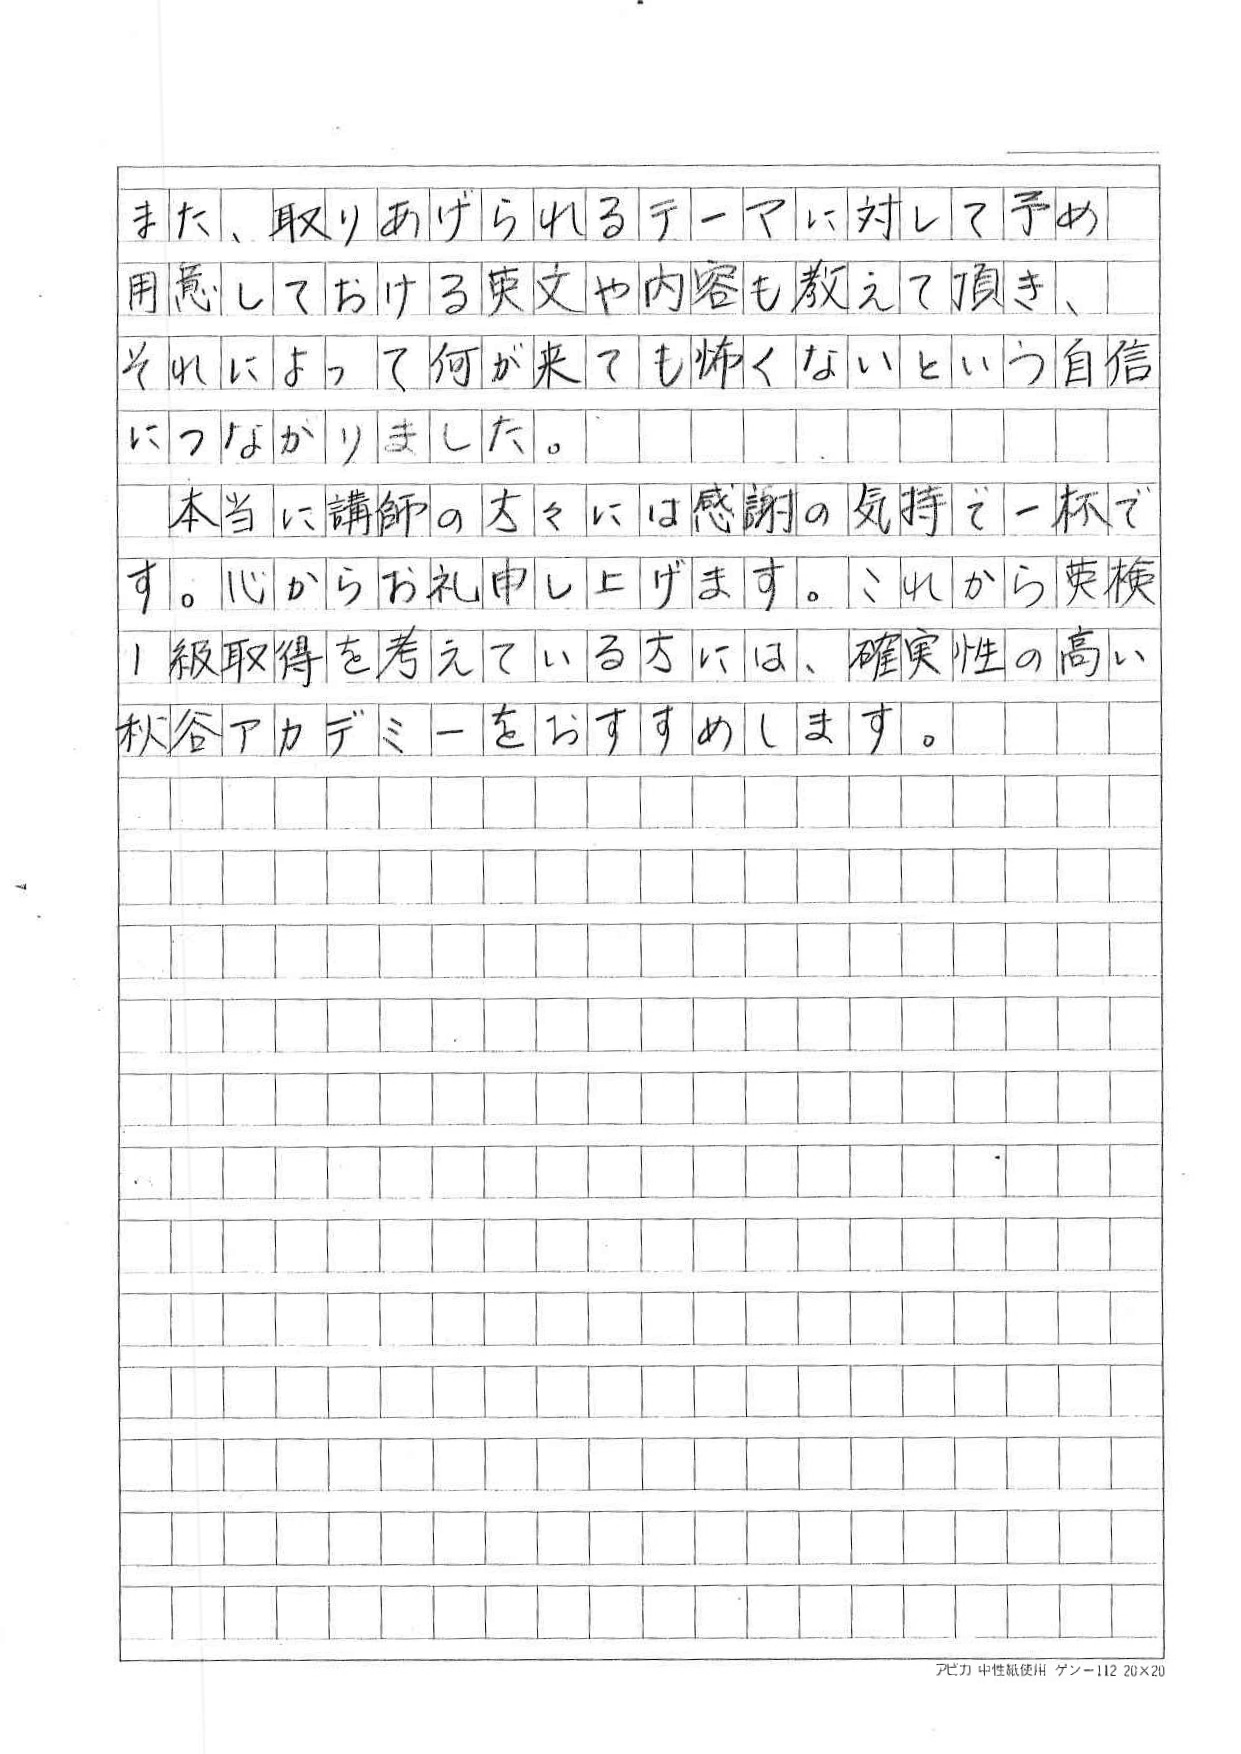 また、取りあげられるテーマに対して予め
用意しておける英文や内容も教えて頂き、
それによって何が来ても怖くないという自信
につながりました。
本当に講師の方々には感謝の気持で一杯で
す。心からお礼申し上げます。これから英検
1級取得を考えている方には、確実性の高い
秋谷アカデミーをおすすめします。
アピカ 中性紙使用 ゲンー112 20×20